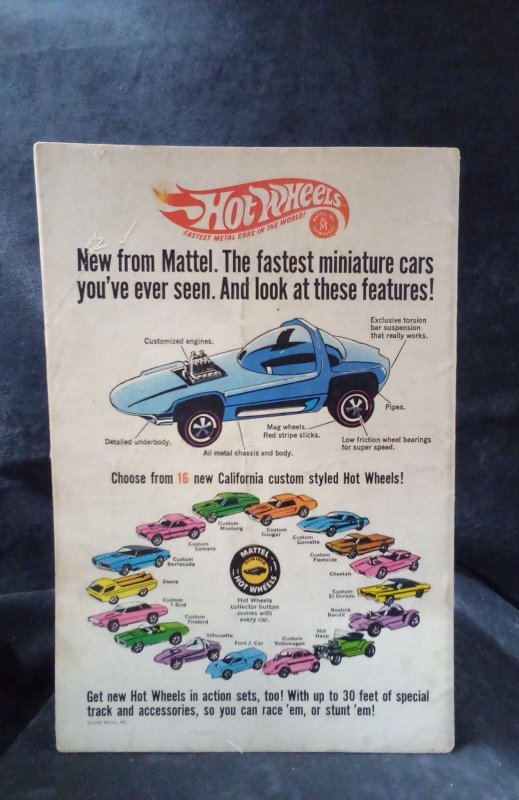 HOT WHEELS
FASTEST METAL CARS IN THE WORLD!
MATTEL, INC.
M
New from Mattel. The fastest miniature cars
you've ever seen. And look at these features!
Exclusive torsion
bar suspension
that really works.
Customized engines.
Pipes.
Mag wheels.
Red stripe slicks.
Detailed underbody.
Low friction wheel bearings
for super speed.
All metal chassis and body.
Choose from 16 new California custom styled Hot Wheels!
Custom
Mustang
Custom
Cougar
Custom
Camaro
Custom
Corvette
Custom
Barracuda
Custom
Fleetside
Deora
Cheetah
Custom
T-Bird
Custom
El Dorado
Custom
Firebird
Beatnik
Bandit
Silhouette
Ford J. Car
Custom
Volkswagen
Hot
Heap
MATTEL
HOT WHEELS
Hot Wheels
collector button
comes with
every car.
Get new Hot Wheels in action sets, too! With up to 30 feet of special
track and accessories, so you can race 'em, or stunt 'em!
Mattel, Inc.